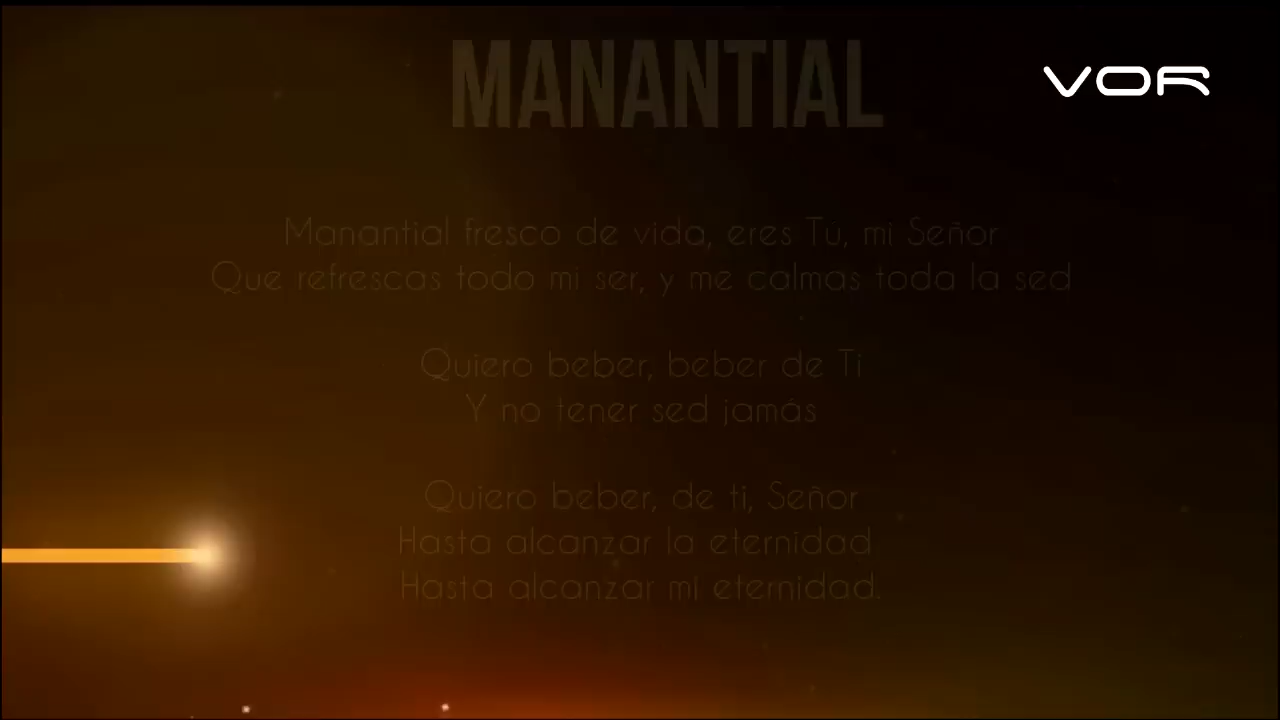 MANANTIAL
VOR
Manantial fresco de vida, eres Tú, mi Señor
Que refrescas todo mi ser, y me calmas toda la sed
Quiero beber, beber de Ti
Y no tener sed jamás
Quiero beber, de ti, Señor
Hasta alcanzar la eternidad
Hasta alcanzar mi eternidad.